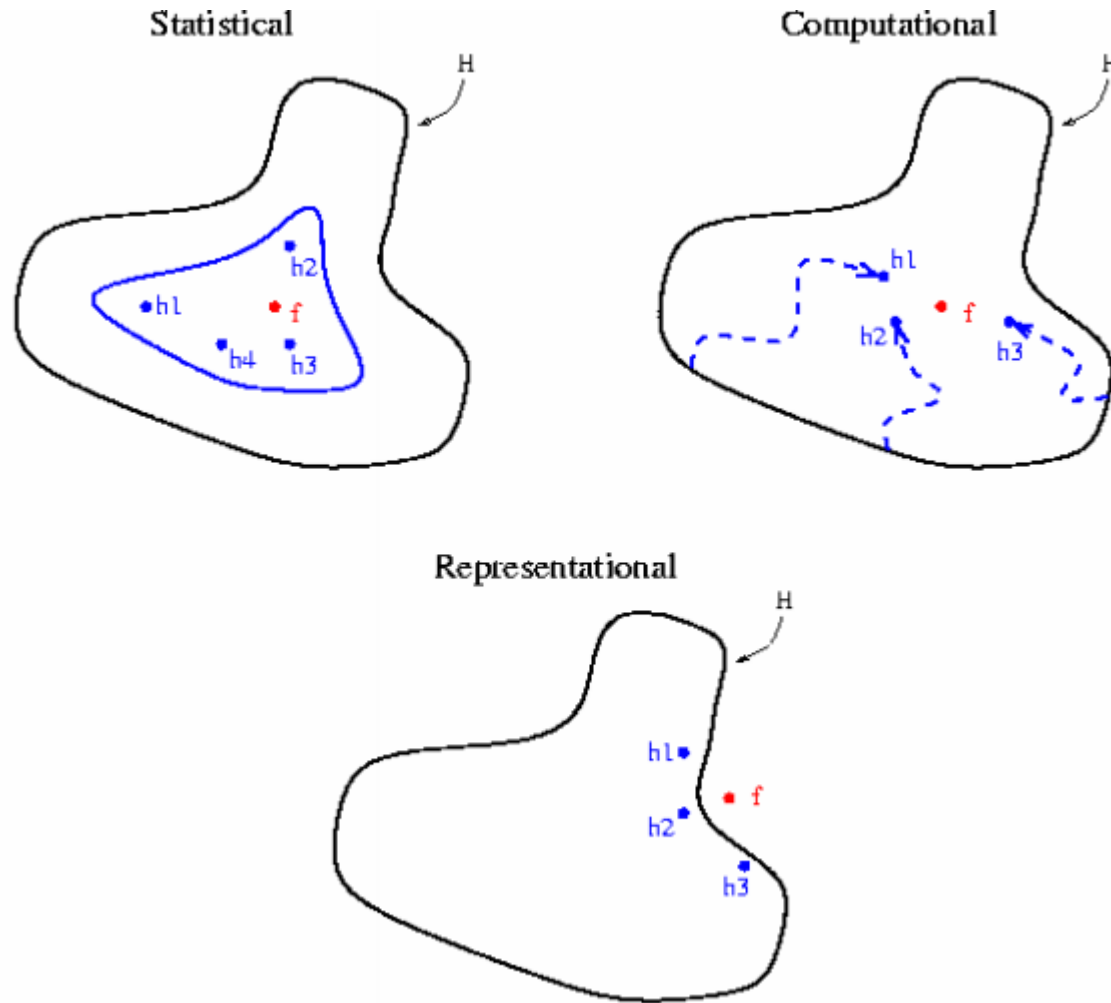 Statistical
H
h2
h1
f
h4
h3
Computational
H
h1
f
h2
h3
Representational
H
h1
f
h2
h3